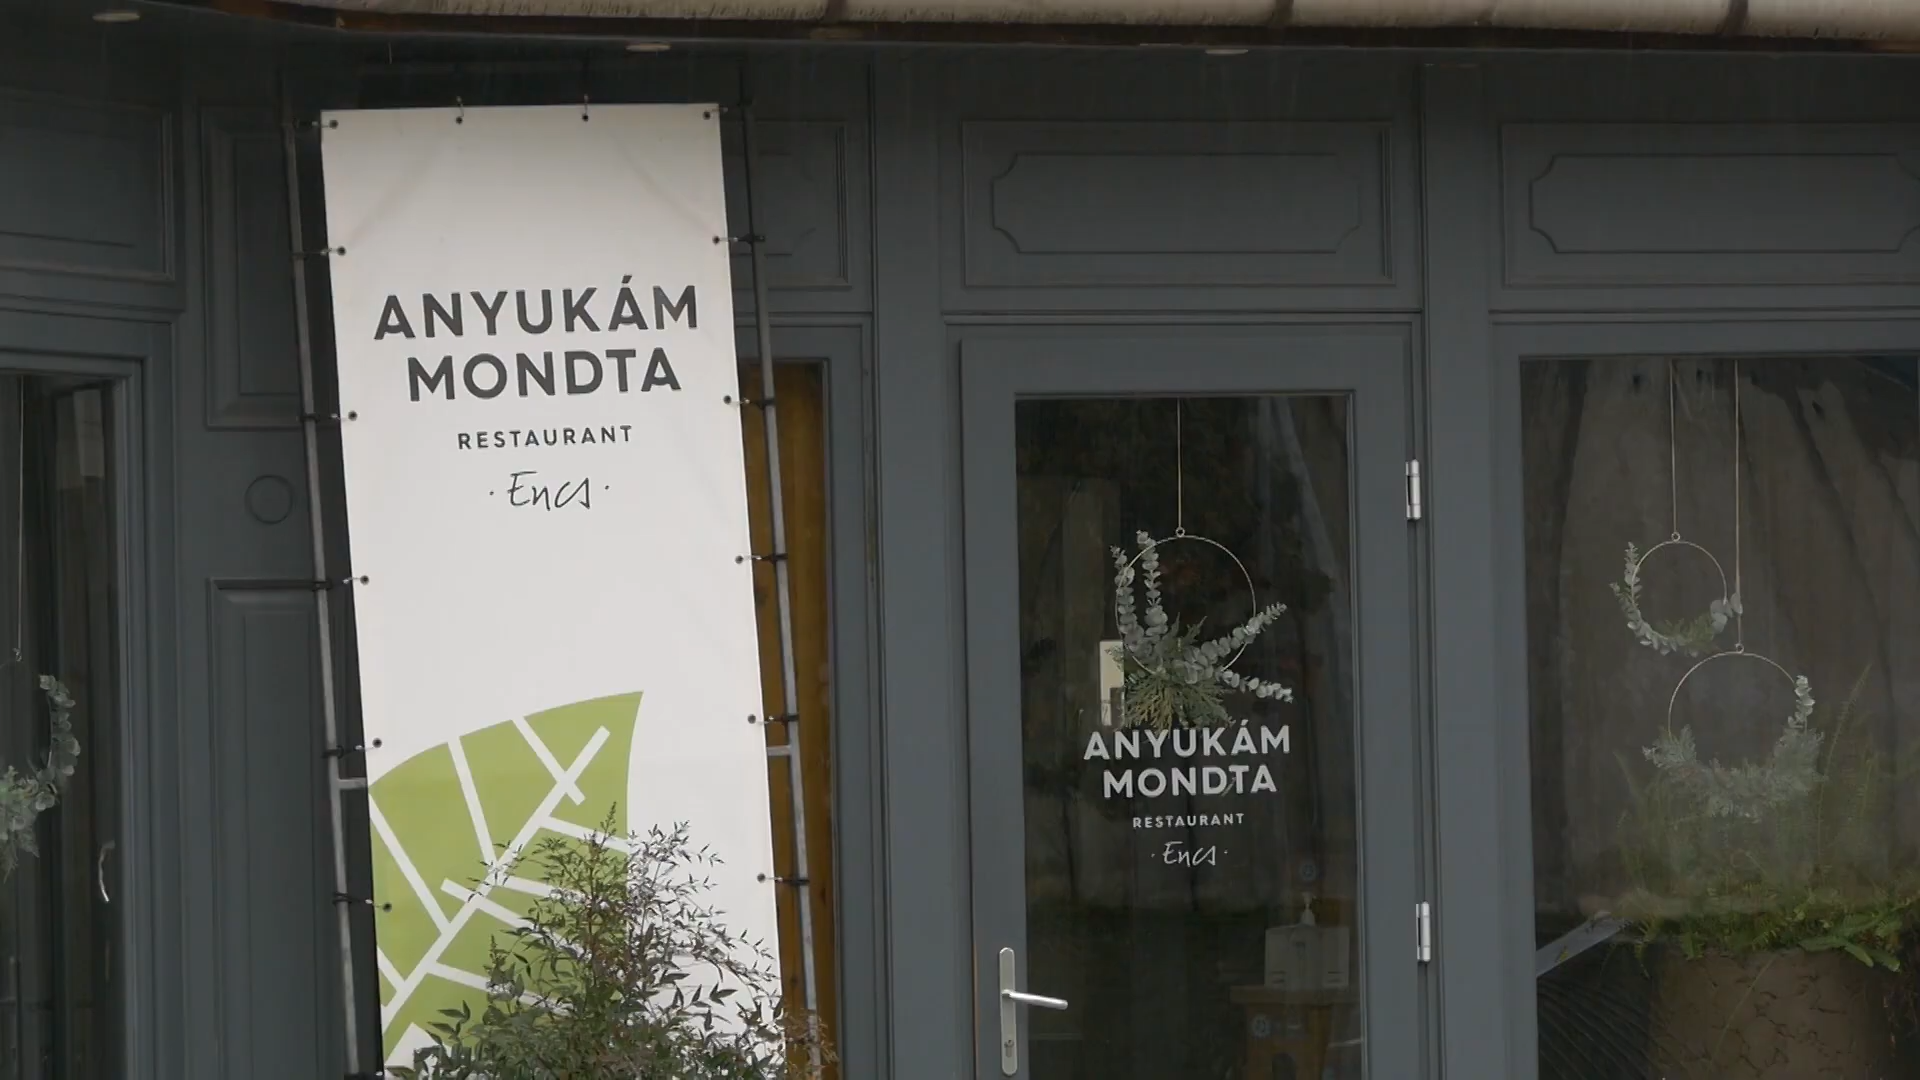 ANYUKÁM
MONDTA
RESTAURANT
·Encs·
ANYUKÁM
MONDTA
RESTAURANT
·Encs·